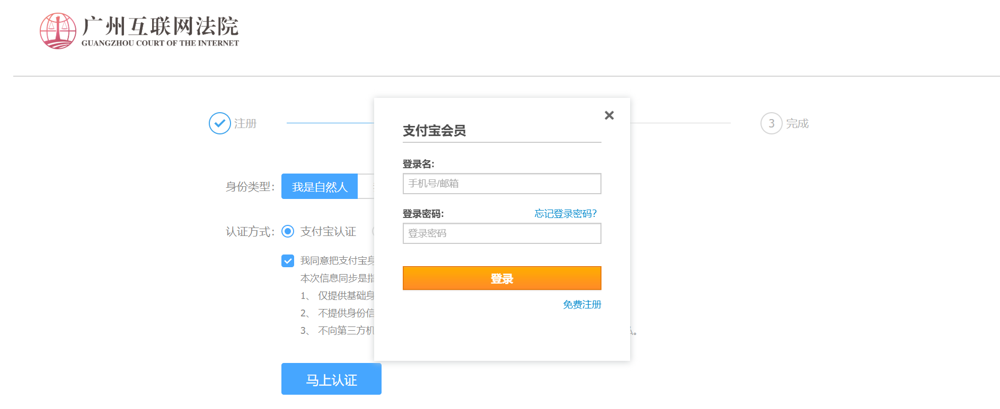 广州互联网法院
GUANGZHOU COURT OF THE INTERNET
注册
3 完成
身份类型：
我是自然人
认证方式：
支付宝认证
我同意把支付宝身
本次信息同步是指
1、 仅提供基础身
2、 不提供身份信
3、 不向第三方机
。
马上认证
支付宝会员
登录名:
手机号/邮箱
登录密码:
忘记登录密码?
登录密码
登录
免费注册